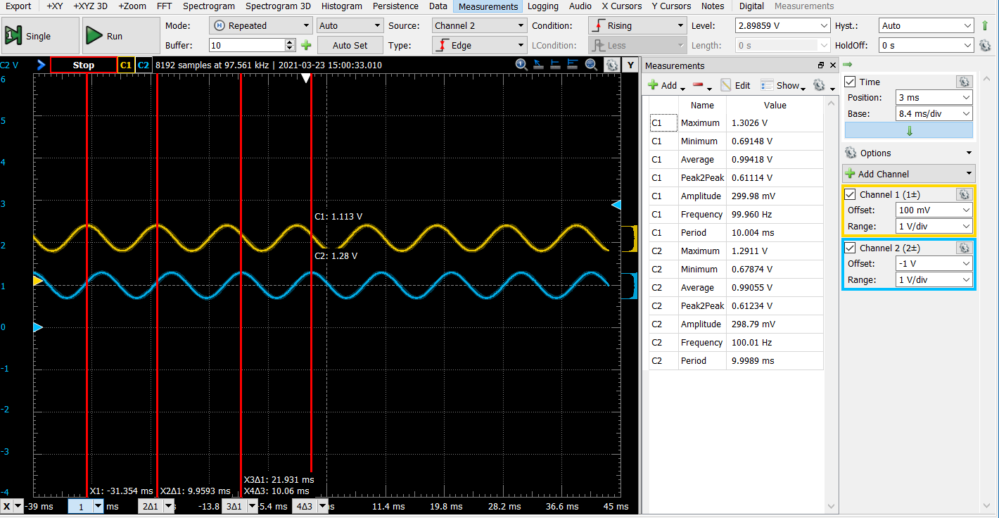 Export +XY +XYZ 3D +Zoom FFT Spectrogram Spectrogram 3D Histogram Persistence Data Measurements Logging Audio X Cursors Y Cursors Notes Digital Measurements
Single Run Mode: Repeated Auto Source: Channel 2 Condition: Rising Level: 2.89859 V Hyst.: Auto
Buffer: 10 Auto Set Type: Edge LCondition: Less Length: 0 s HoldOff: 0 s
C2 V Stop C1 C2 8192 samples at 97.561 kHz | 2021-03-23 15:00:33.010 Y
6
5
4
3
2
1
0
-1
-2
-3
-4
C1: 1.113 V
C2: 1.28 V
X3Δ1: 21.931 ms
X1: -31.354 ms X2Δ1: 9.9593 ms X4Δ3: 10.06 ms
X -39 ms 1 ms 2Δ1 -13.8 3Δ1 -5.4 ms 4Δ3 11.4 ms 19.8 ms 28.2 ms 36.6 ms 45 ms
Measurements
Add Edit Show
Name Value
C1 Maximum 1.3026 V
C1 Minimum 0.69148 V
C1 Average 0.99418 V
C1 Peak2Peak 0.61114 V
C1 Amplitude 299.98 mV
C1 Frequency 99.960 Hz
C1 Period 10.004 ms
C2 Maximum 1.2911 V
C2 Minimum 0.67874 V
C2 Average 0.99055 V
C2 Peak2Peak 0.61234 V
C2 Amplitude 298.79 mV
C2 Frequency 100.01 Hz
C2 Period 9.9989 ms
Time
Position: 3 ms
Base: 8.4 ms/div
Options
Add Channel
Channel 1 (1±)
Offset: 100 mV
Range: 1 V/div
Channel 2 (2±)
Offset: -1 V
Range: 1 V/div